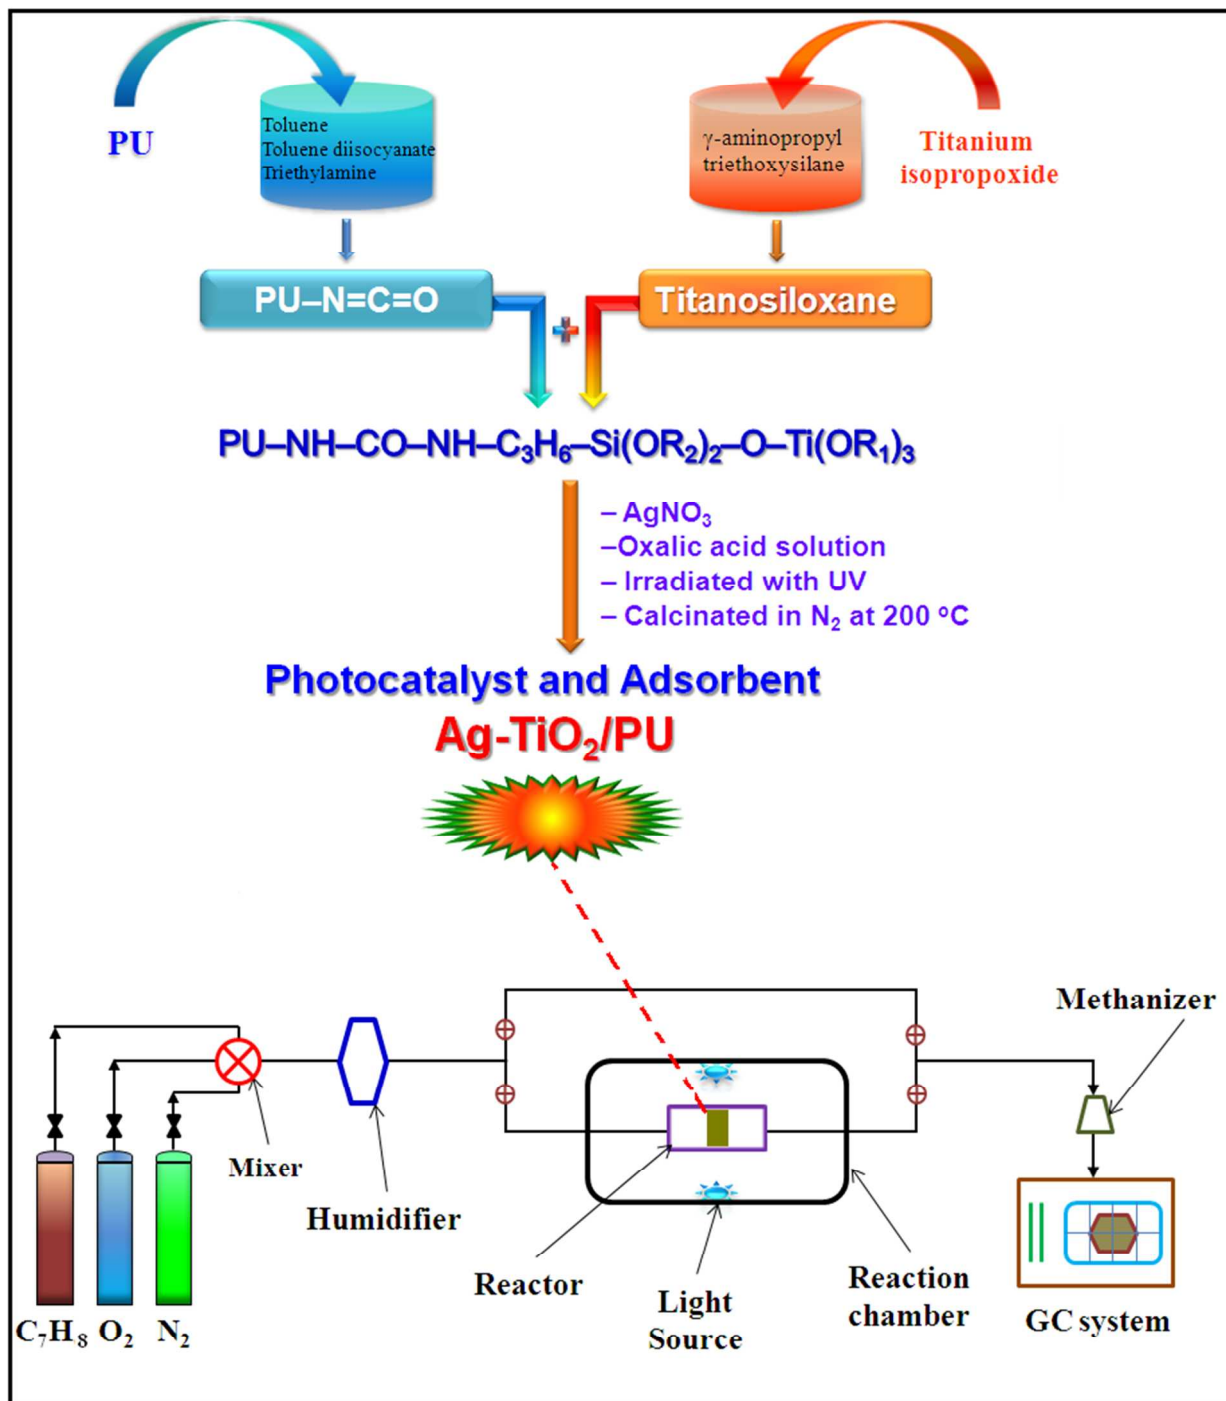 PU
Toluene
Toluene diisocyanate
Triethylamine
γ-aminopropyl
triethoxysilane
Titanium
isopropoxide
PU–N=C=O
+
Titanosiloxane
PU–NH–CO–NH–C₃H₆–Si(OR₂)₂–O–Ti(OR₁)₃
– AgNO₃
–Oxalic acid solution
– Irradiated with UV
– Calcinated in N₂ at 200 °C
Photocatalyst and Adsorbent
Ag-TiO₂/PU
Methanizer
Mixer
Humidifier
Reactor
Light
Source
Reaction
chamber
GC system
C₇H₈
O₂
N₂